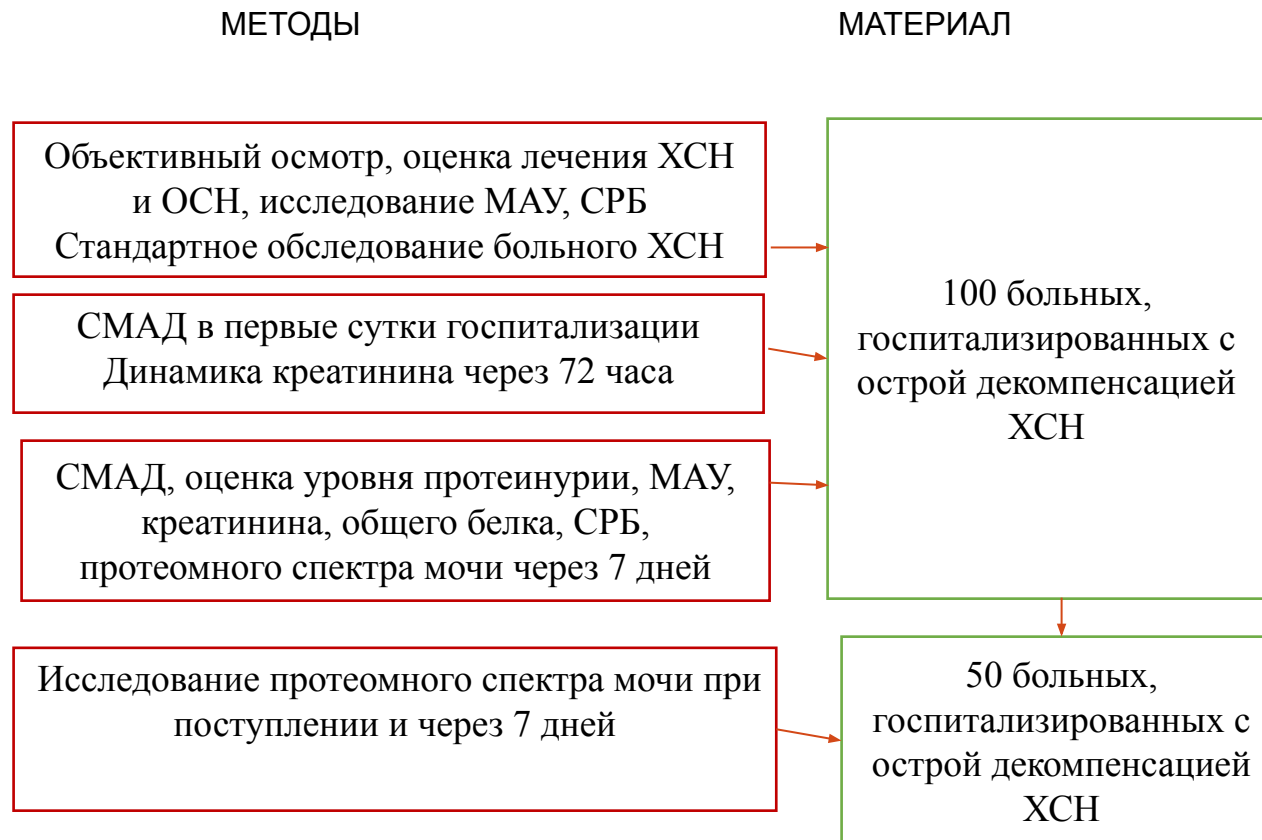 МЕТОДЫ
МАТЕРИАЛ
Объективный осмотр, оценка лечения ХСН
и ОСН, исследование МАУ, СРБ
Стандартное обследование больного ХСН
СМАД в первые сутки госпитализации
Динамика креатинина через 72 часа
СМАД, оценка уровня протеинурии, МАУ,
креатинина, общего белка, СРБ,
протеомного спектра мочи через 7 дней
Исследование протеомного спектра мочи при
поступлении и через 7 дней
100 больных,
госпитализированных с
острой декомпенсацией
ХСН
50 больных,
госпитализированных с
острой декомпенсацией
ХСН